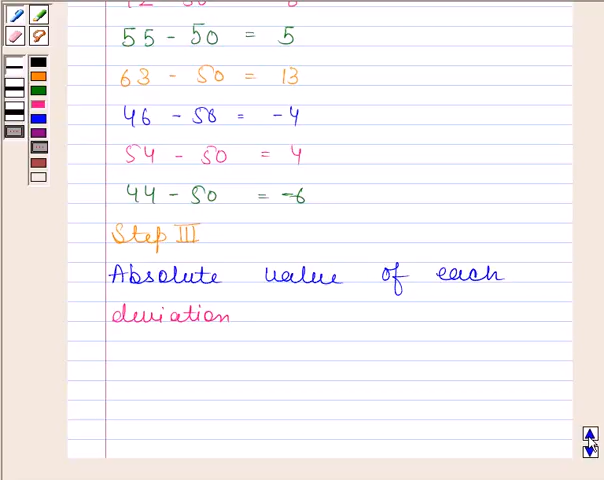 55 - 50 = 5
63 - 50 = 13
46 - 50 = -4
54 - 50 = 4
44 - 50 = -6
Step III
Absolute value of each
deviation